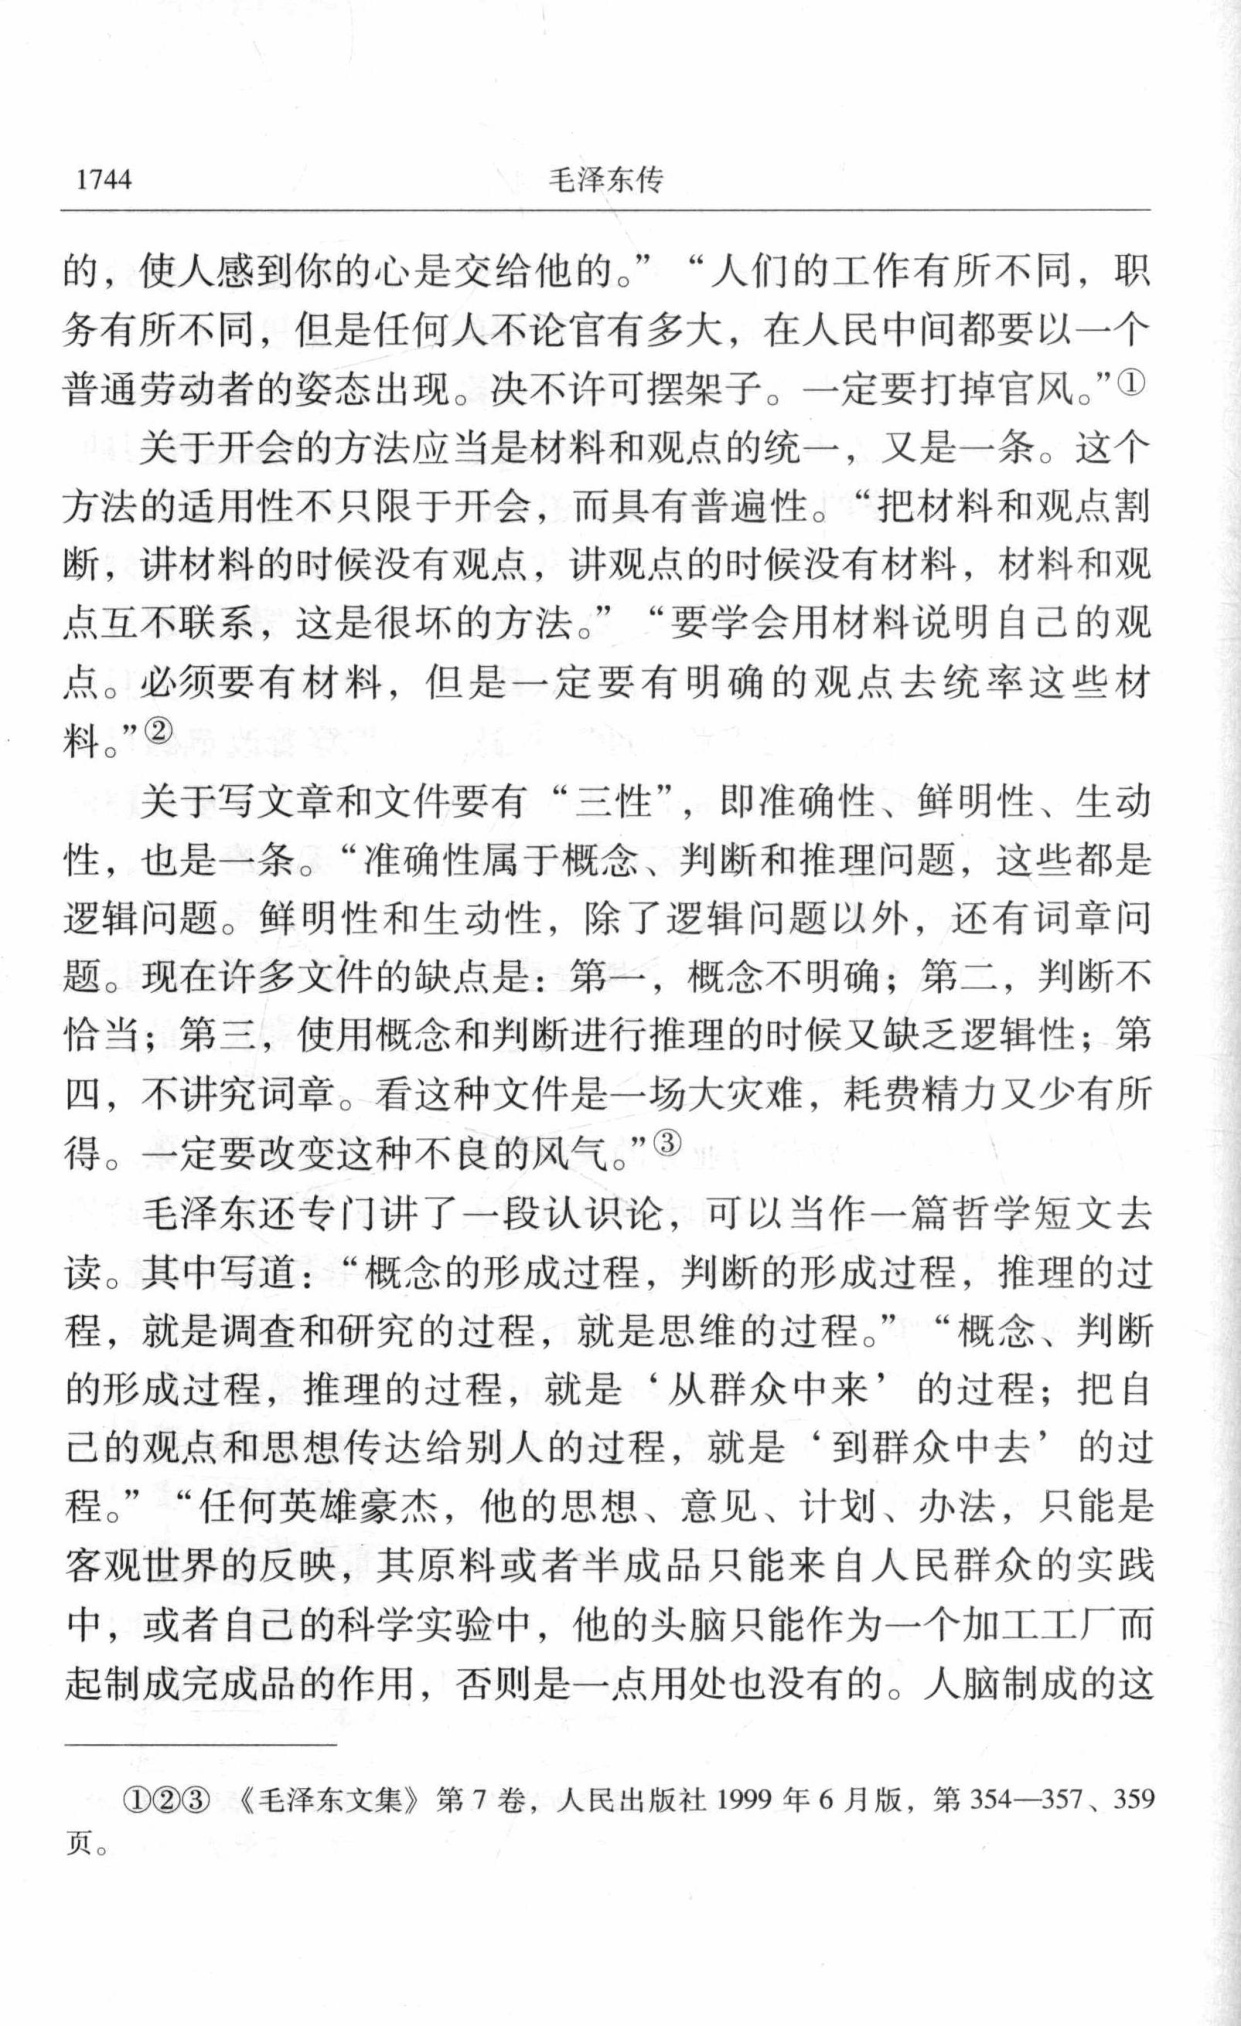 1744 毛泽东传
的，使人感到你的心是交给他的。”“人们的工作有所不同，职
务有所不同，但是任何人不论官有多大，在人民中间都要以一个
普通劳动者的姿态出现。决不许可摆架子。一定要打掉官风。”①
关于开会的方法应当是材料和观点的统一，又是一条。这个
方法的适用性不只限于开会，而具有普遍性。“把材料和观点割
断，讲材料的时候没有观点，讲观点的时候没有材料，材料和观
点互不联系，这是很坏的方法。”“要学会用材料说明自己的观
点。必须要有材料，但是一定要有明确的观点去统率这些材
料。”②
关于写文章和文件要有“三性”，即准确性、鲜明性、生动
性，也是一条。“准确性属于概念、判断和推理问题，这些都是
逻辑问题。鲜明性和生动性，除了逻辑问题以外，还有词章问
题。现在许多文件的缺点是：第一，概念不明确；第二，判断不
恰当；第三，使用概念和判断进行推理的时候又缺乏逻辑性；第
四，不讲究词章。看这种文件是一场大灾难，耗费精力又少有所
得。一定要改变这种不良的风气。”③
毛泽东还专门讲了一段认识论，可以当作一篇哲学短文去
读。其中写道：“概念的形成过程，判断的形成过程，推理的过
程，就是调查和研究的过程，就是思维的过程。”“概念、判断
的形成过程，推理的过程，就是‘从群众中来’的过程；把自
己的观点和思想传达给别人的过程，就是‘到群众中去’的过
程。”“任何英雄豪杰，他的思想、意见、计划、办法，只能是
客观世界的反映，其原料或者半成品只能来自人民群众的实践
中，或者自己的科学实验中，他的头脑只能作为一个加工工厂而
起制成完成品的作用，否则是一点用处也没有的。人脑制成的这
①②③ 《毛泽东文集》第 7 卷，人民出版社 1999 年 6 月版，第 354—357、359
页。